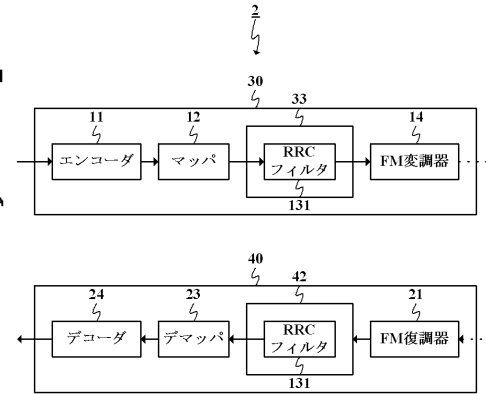 2
30
11
12
33
14
エンコーダ
マッパ
RRC
フィルタ
FM変調器
131
40
24
23
42
21
デコーダ
デマッパ
RRC
フィルタ
FM復調器
131